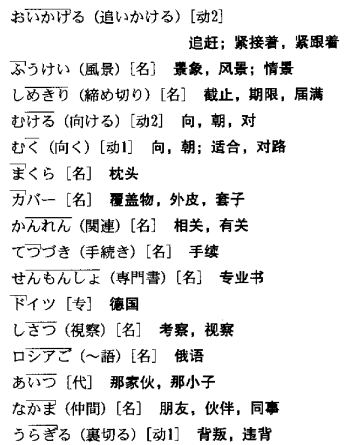 おいかける（追いかける）[动2]
追赶；紧接着，紧跟着
ふうけい（風景）[名] 景象，风景；情景
しめきり（締め切り）[名] 截止，期限，届满
むける（向ける）[动2] 向，朝，对
むく（向く）[动1] 向，朝；适合，对路
まくら [名] 枕头
カバー [名] 覆盖物，外皮，套子
かんれん（関連）[名] 相关，有关
てつづき（手続き）[名] 手续
せんもんしょ（専門書）[名] 专业书
ドイツ [专] 德国
しさつ（視察）[名] 考察，视察
ロシアご（～語）[名] 俄语
あいつ [代] 那家伙，那小子
なかま（仲間）[名] 朋友，伙伴，同事
うらぎる（裏切る）[动1] 背叛，违背